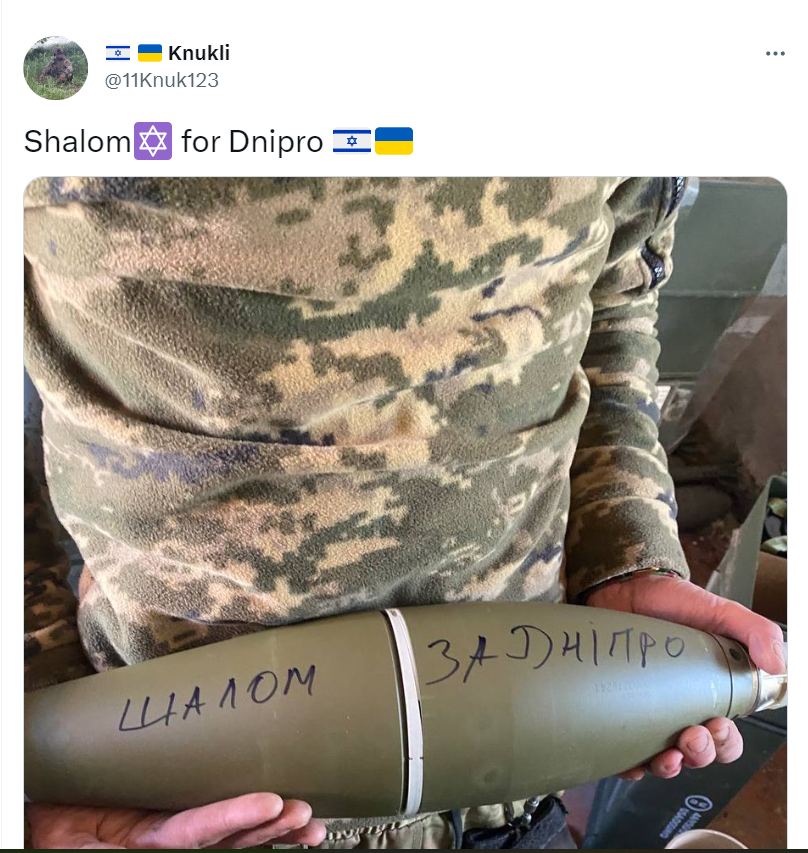 Knukli
@11Knuk123
Shalom✡ for Dnipro 🇮🇱🇺🇦
ШАЛОМ
ЗА ДНІПРО